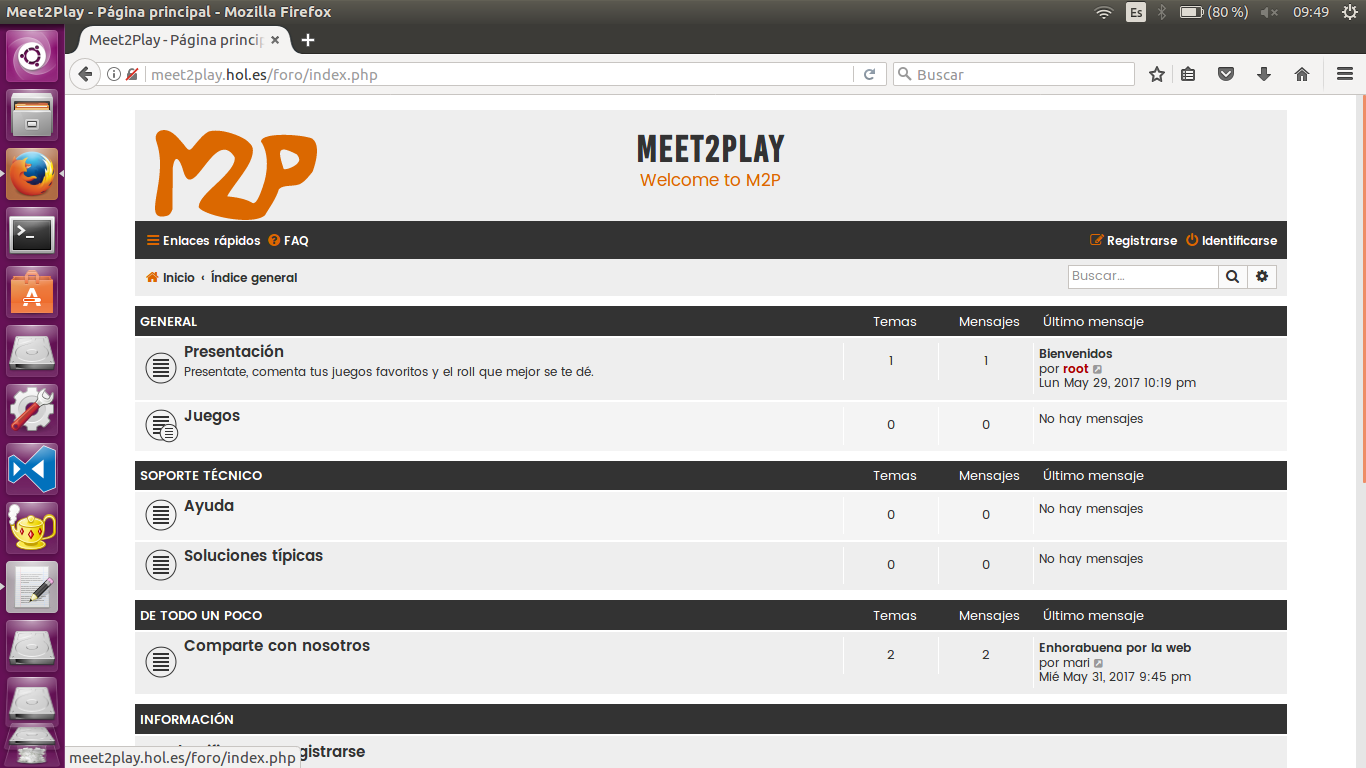 Meet2Play - Página principal - Mozilla Firefox
Es
(80 %)
09:49
Meet2Play - Página princip
meet2play.hol.es/foro/index.php
Buscar
M2P
MEET2PLAY
Welcome to M2P
Enlaces rápidos
FAQ
Registrarse
Identificarse
Inicio ‹ Índice general
Buscar...
GENERAL Temas Mensajes Último mensaje
Presentación
Presentate, comenta tus juegos favoritos y el roll que mejor se te dé.
1
1
Bienvenidos
por root
Lun May 29, 2017 10:19 pm
Juegos
0
0
No hay mensajes
SOPORTE TÉCNICO Temas Mensajes Último mensaje
Ayuda
0
0
No hay mensajes
Soluciones típicas
0
0
No hay mensajes
DE TODO UN POCO Temas Mensajes Último mensaje
Comparte con nosotros
2
2
Enhorabuena por la web
por mari
Mié May 31, 2017 9:45 pm
INFORMACIÓN
gistrarse
meet2play.hol.es/foro/index.php